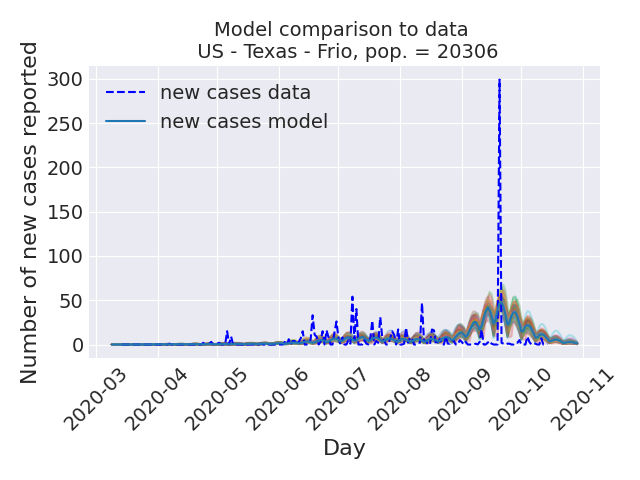 Model comparison to data
US - Texas - Frio, pop. = 20306
Number of new cases reported
300
250
200
150
100
50
0
new cases data
new cases model
2020-03
2020-04
2020-05
2020-06
2020-07
2020-08
2020-09
2020-10
2020-11
Day